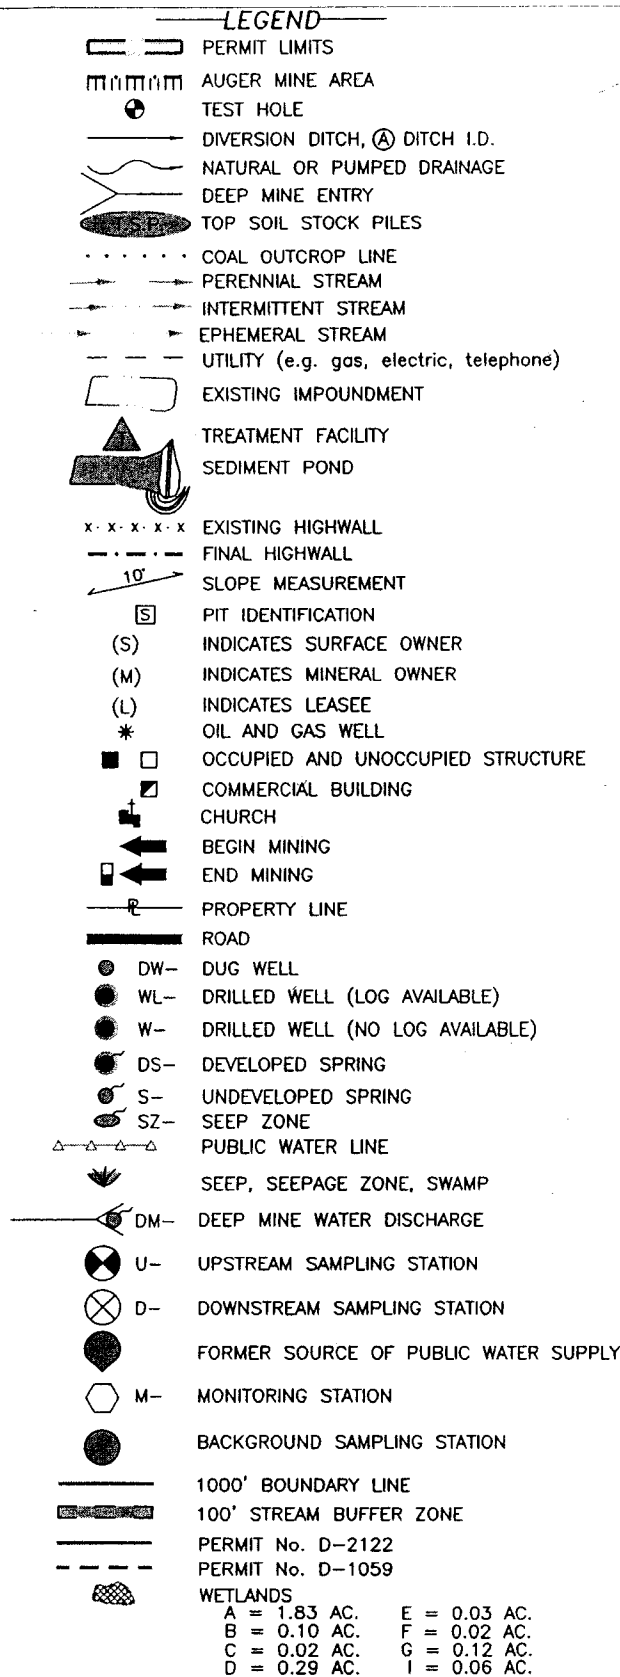 LEGEND
PERMIT LIMITS
AUGER MINE AREA
TEST HOLE
DIVERSION DITCH, Ⓐ DITCH I.D.
NATURAL OR PUMPED DRAINAGE
DEEP MINE ENTRY
T.S.P. TOP SOIL STOCK PILES
COAL OUTCROP LINE
PERENNIAL STREAM
INTERMITTENT STREAM
EPHEMERAL STREAM
UTILITY (e.g. gas, electric, telephone)
EXISTING IMPOUNDMENT
T TREATMENT FACILITY
SEDIMENT POND
x· x· x· x· x EXISTING HIGHWALL
FINAL HIGHWALL
10° SLOPE MEASUREMENT
S PIT IDENTIFICATION
(S) INDICATES SURFACE OWNER
(M) INDICATES MINERAL OWNER
(L) INDICATES LEASEE
OIL AND GAS WELL
OCCUPIED AND UNOCCUPIED STRUCTURE
COMMERCIAL BUILDING
CHURCH
BEGIN MINING
END MINING
PL PROPERTY LINE
ROAD
DW- DUG WELL
WL- DRILLED WELL (LOG AVAILABLE)
W- DRILLED WELL (NO LOG AVAILABLE)
DS- DEVELOPED SPRING
S- UNDEVELOPED SPRING
SZ- SEEP ZONE
PUBLIC WATER LINE
SEEP, SEEPAGE ZONE, SWAMP
DM- DEEP MINE WATER DISCHARGE
U- UPSTREAM SAMPLING STATION
D- DOWNSTREAM SAMPLING STATION
FORMER SOURCE OF PUBLIC WATER SUPPLY
M- MONITORING STATION
BACKGROUND SAMPLING STATION
1000' BOUNDARY LINE
100' STREAM BUFFER ZONE
PERMIT No. D-2122
PERMIT No. D-1059
WETLANDS
A = 1.83 AC. E = 0.03 AC.
B = 0.10 AC. F = 0.02 AC.
C = 0.02 AC. G = 0.12 AC.
D = 0.29 AC. I = 0.06 AC.